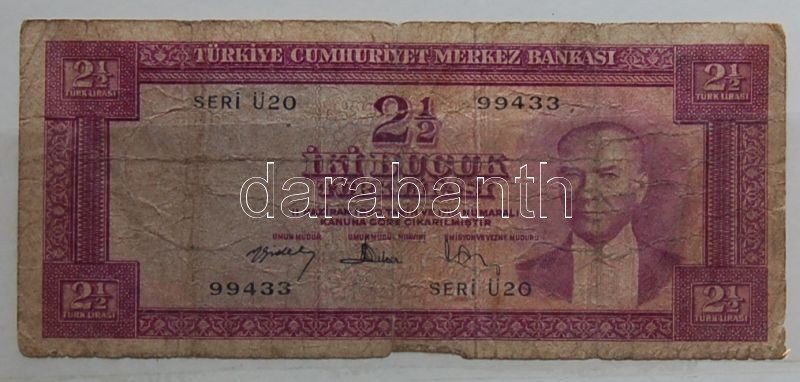 TÜRKİYE CUMHURİYET MERKEZ BANKASI
2½ 2½
TÜRK LİRASI TÜRK LİRASI
SERİ Ü20 2½ 99433
İKİ BUÇUK
darabanth
KANUNA GÖRE ÇIKARILMIŞTIR
UMUM MÜDÜR UMUM MÜDÜR MUAVİNİ EMİSYON VE VEZNE MÜDÜRÜ
99433 SERİ Ü20
2½ 2½
TÜRK LİRASI TÜRK LİRASI